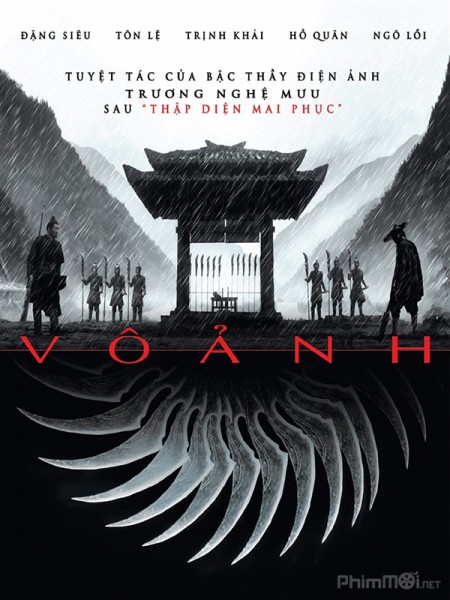 ĐẶNG SIÊU TÔN LỆ TRỊNH KHẢI HỒ QUÂN NGÔ LỖI
TUYỆT TÁC CỦA BẬC THẦY ĐIỆN ẢNH
TRƯƠNG NGHỆ MƯU
SAU “THẬP DIỆN MAI PHỤC”
VÔ ẢNH
PHIMMỚI.NET